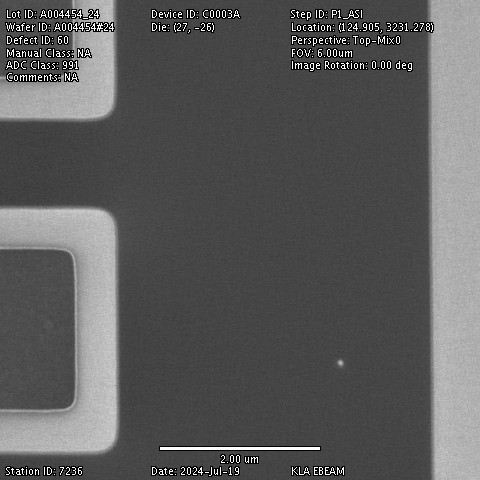 Lot ID: A004454_24 Device ID: C0003A Step ID: P1_ASI
Wafer ID: A004454#24 Die: (27, -26) Location: (124.905, 3231.278)
Defect ID: 60 Perspective: Top-Mix0
Manual Class: NA FOV: 6.00um
ADC Class: 991 Image Rotation: 0.00 deg
Comments: NA
2.00 um
Station ID: 7236 Date: 2024-Jul-19 KLA EBEAM